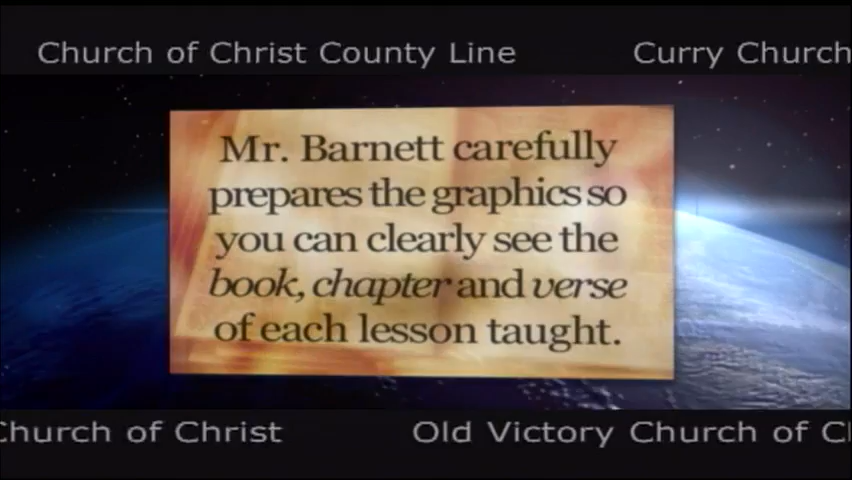 Church of Christ County Line Curry Church
Mr. Barnett carefully
prepares the graphics so
you can clearly see the
book, chapter and verse
of each lesson taught.
Church of Christ Old Victory Church of C